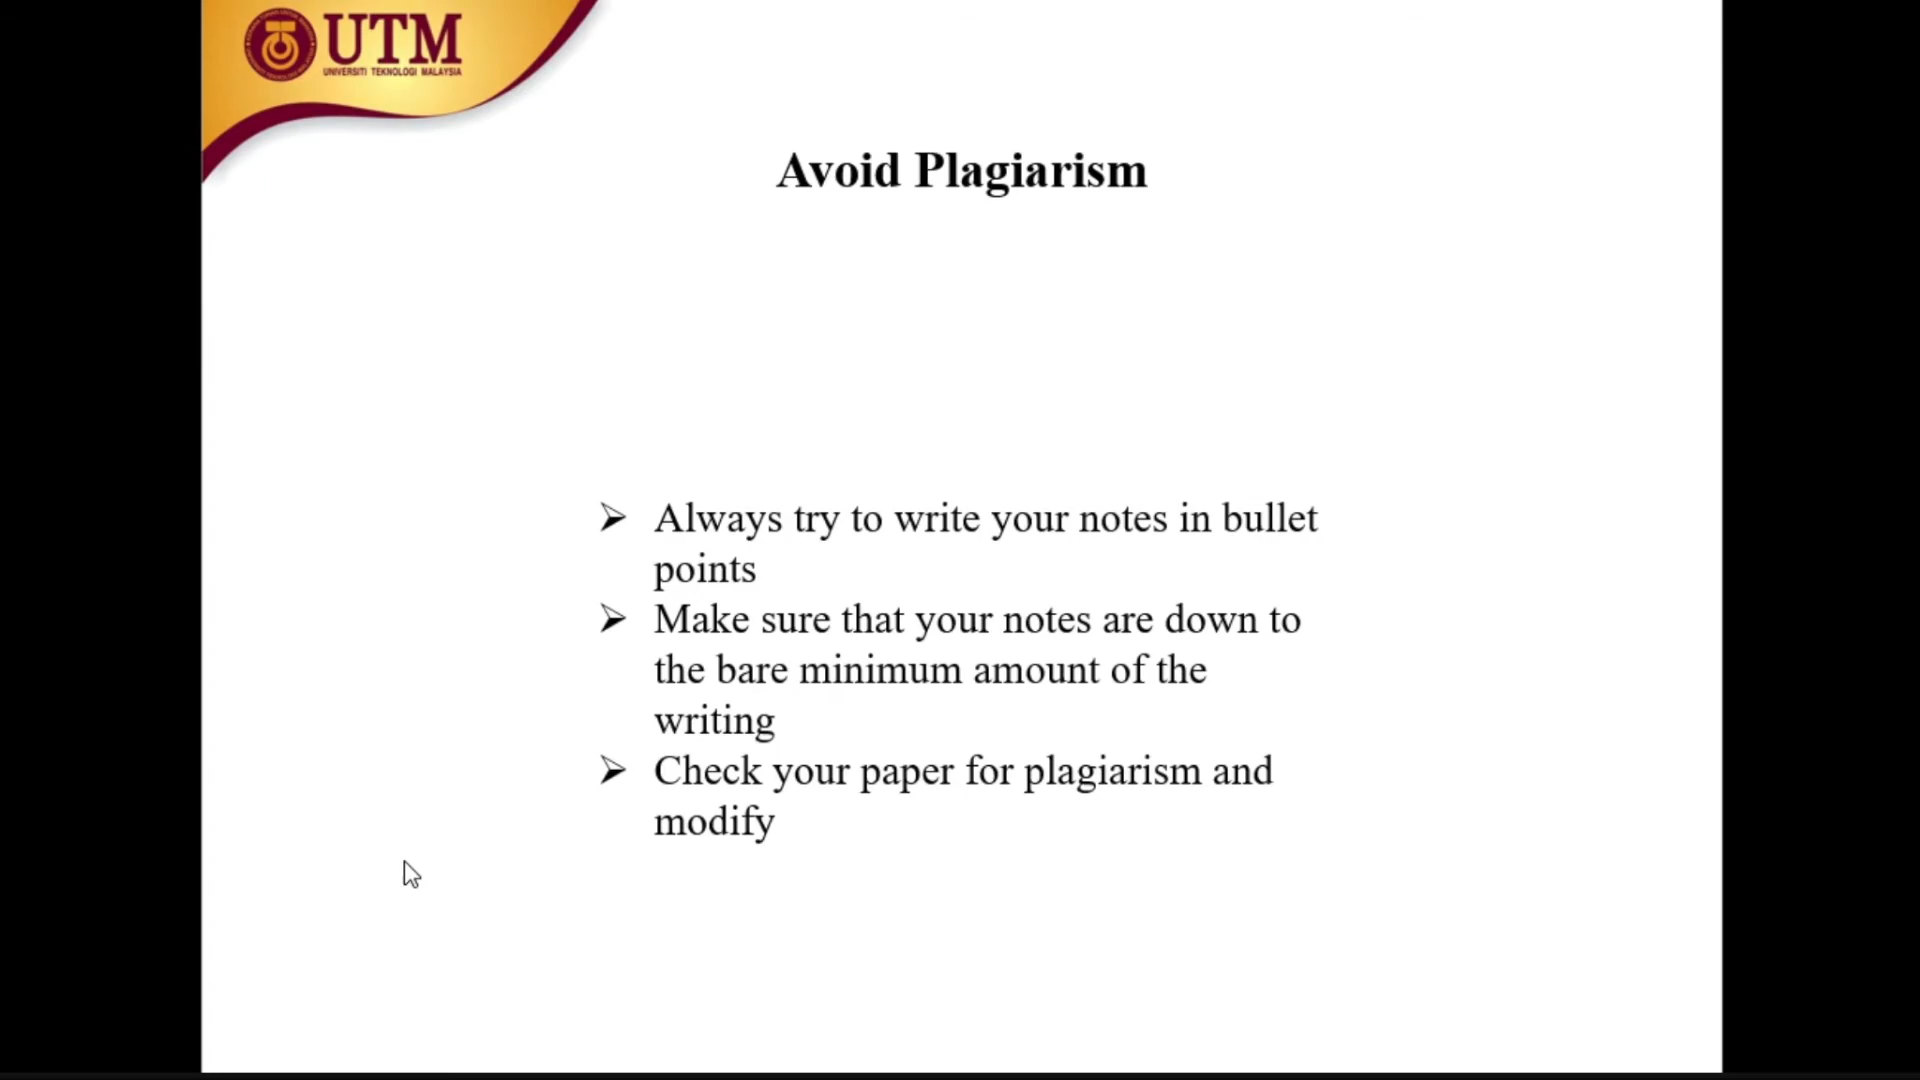 UTM
UNIVERSITI TEKNOLOGI MALAYSIA
Avoid Plagiarism
Always try to write your notes in bullet
points
Make sure that your notes are down to
the bare minimum amount of the
writing
Check your paper for plagiarism and
modify